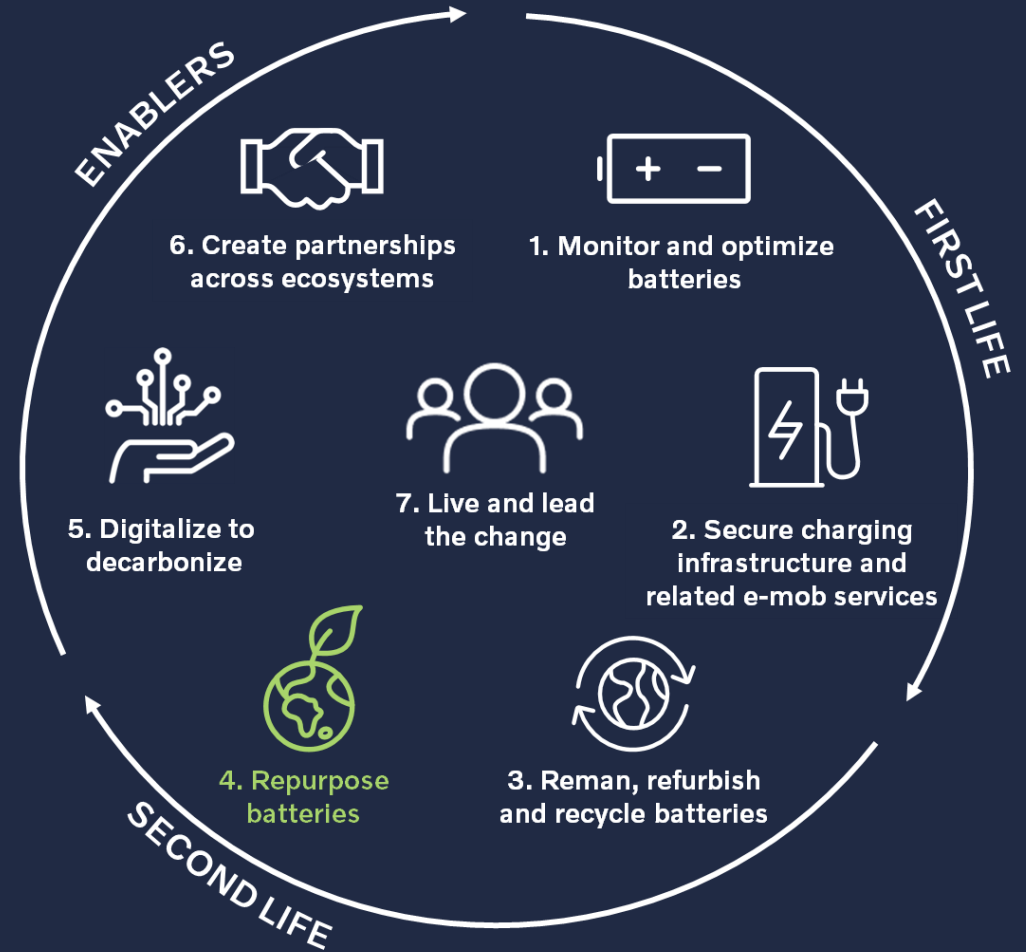 ENABLERS
FIRST LIFE
SECOND LIFE
+ -
1. Monitor and optimize
batteries
2. Secure charging
infrastructure and
related e-mob services
3. Reman, refurbish
and recycle batteries
4. Repurpose
batteries
5. Digitalize to
decarbonize
6. Create partnerships
across ecosystems
7. Live and lead
the change